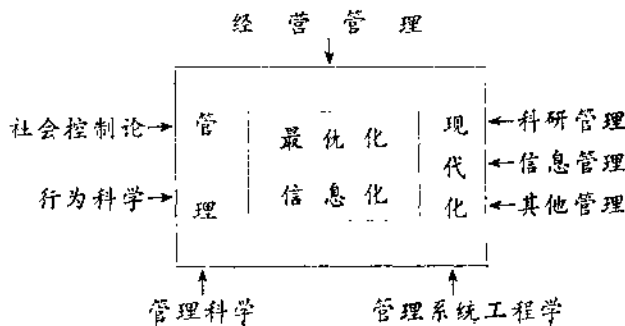 经营管理
社会控制论
管
最优化
现
科研管理
代
信息管理
行为科学
理
信息化
化
其他管理
管理科学
管理系统工程学